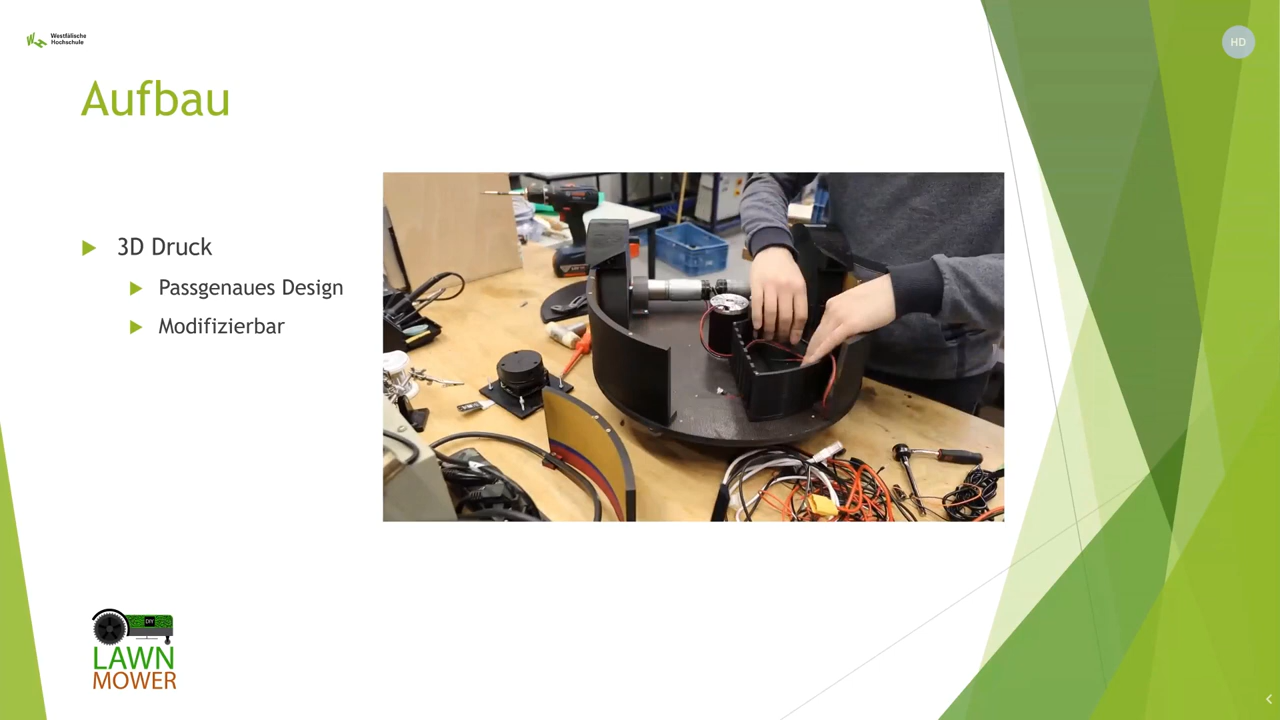 Westfälische
Hochschule
HD
Aufbau
3D Druck
Passgenaues Design
Modifizierbar
DIY
LAWN
MOWER